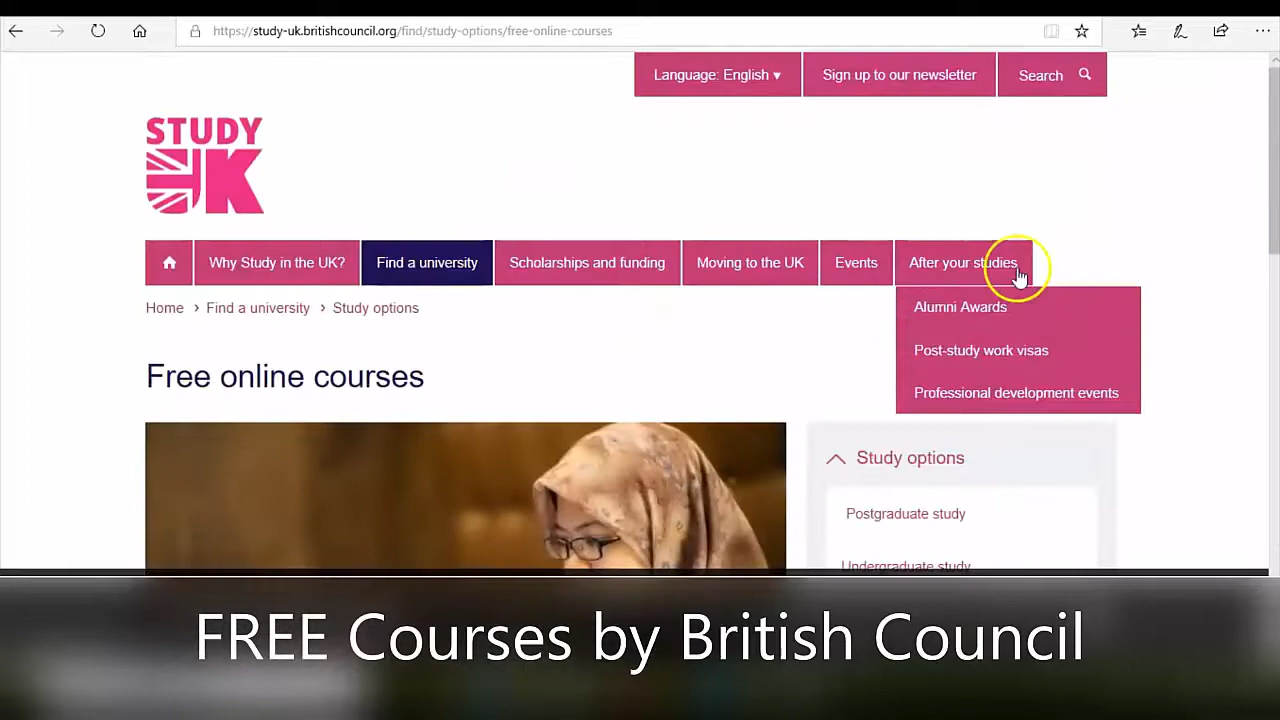 https://study-uk.britishcouncil.org/find/study-options/free-online-courses
Language: English ▾ Sign up to our newsletter Search
STUDY
UK
Why Study in the UK? Find a university Scholarships and funding Moving to the UK Events After your studies
Home > Find a university > Study options
Alumni Awards
Post-study work visas
Professional development events
Free online courses
Study options
Postgraduate study
Undergraduate study
FREE Courses by British Council